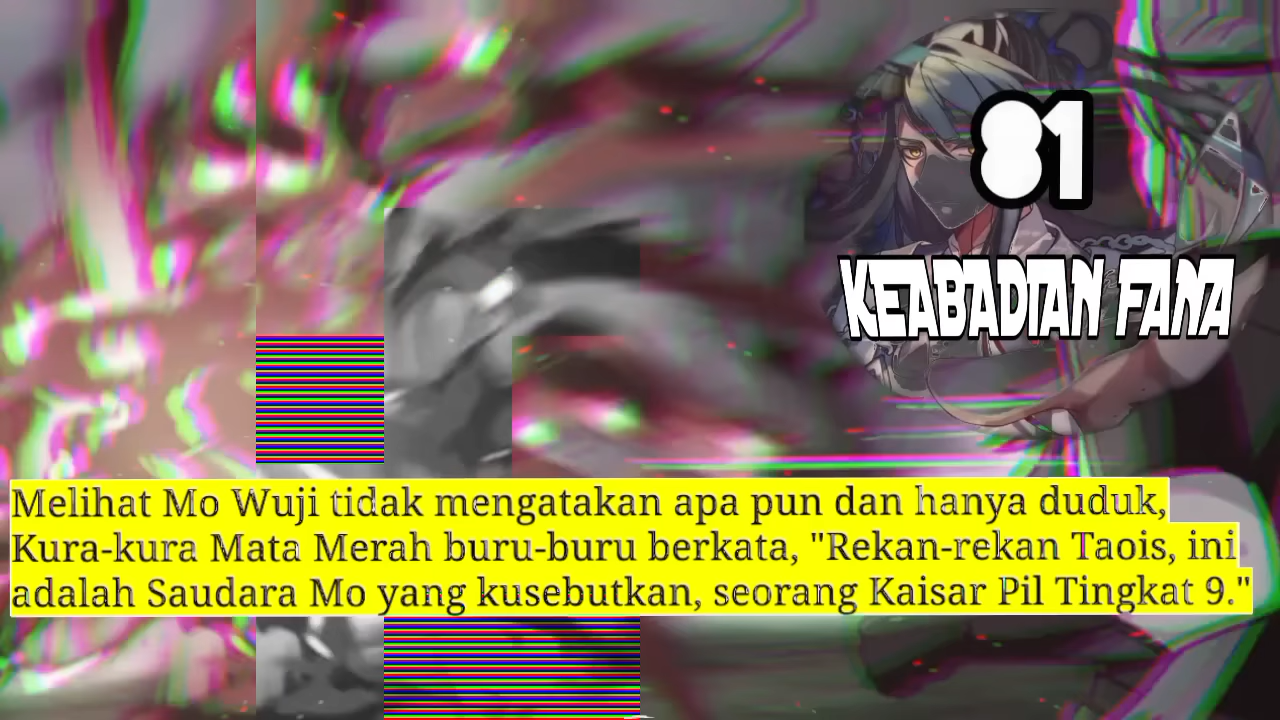 81
KEABADIAN FANA
Melihat Mo Wuji tidak mengatakan apa pun dan hanya duduk,
Kura-kura Mata Merah buru-buru berkata, "Rekan-rekan Taois, ini
adalah Saudara Mo yang kusebutkan, seorang Kaisar Pil Tingkat 9."